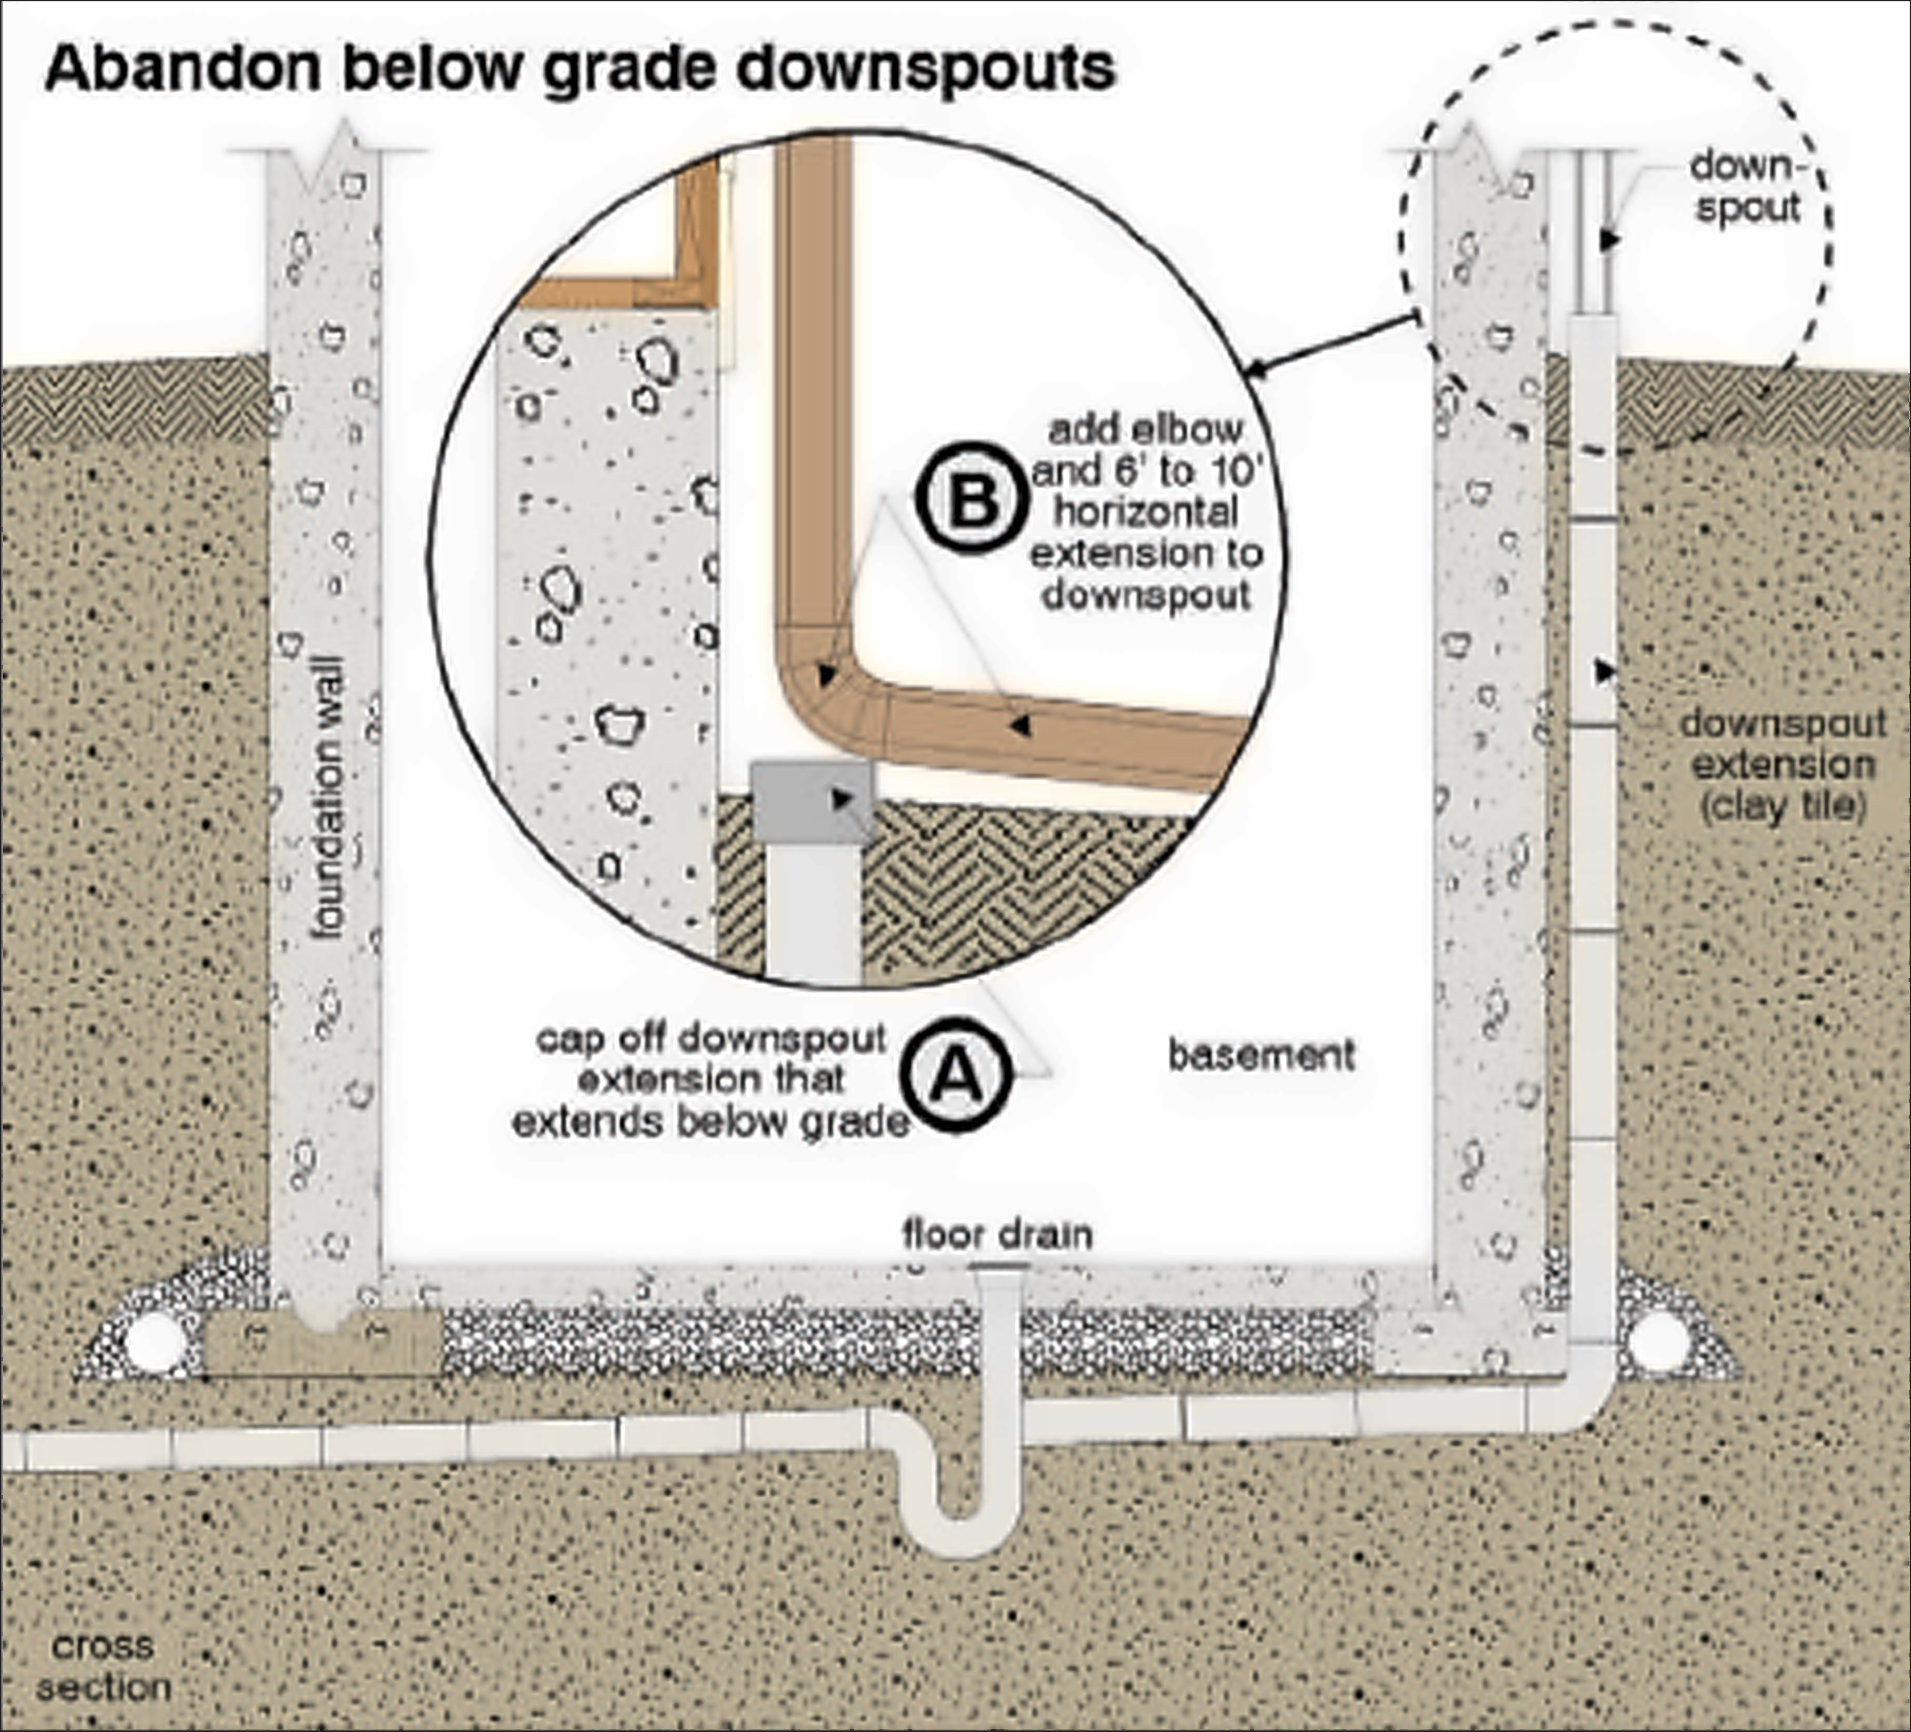 Abandon below grade downspouts
down-
spout
B
add elbow
and 6' to 10'
horizontal
extension to
downspout
foundation wall
downspout
extension
(clay tile)
cap off downspout
extension that
extends below grade
A
basement
floor drain
cross
section